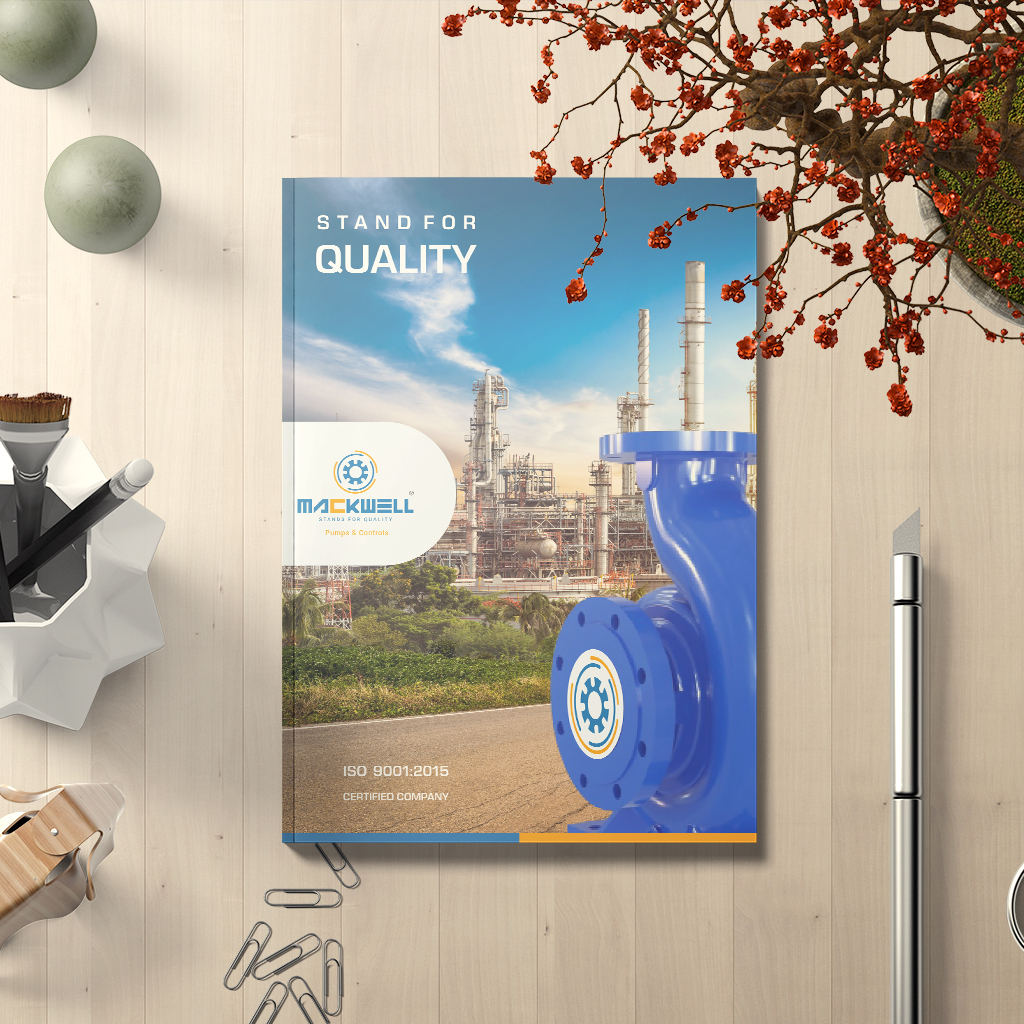 STAND FOR
QUALITY
MACKWELL®
STANDS FOR QUALITY
Pumps & Controls
ISO 9001:2015
CERTIFIED COMPANY